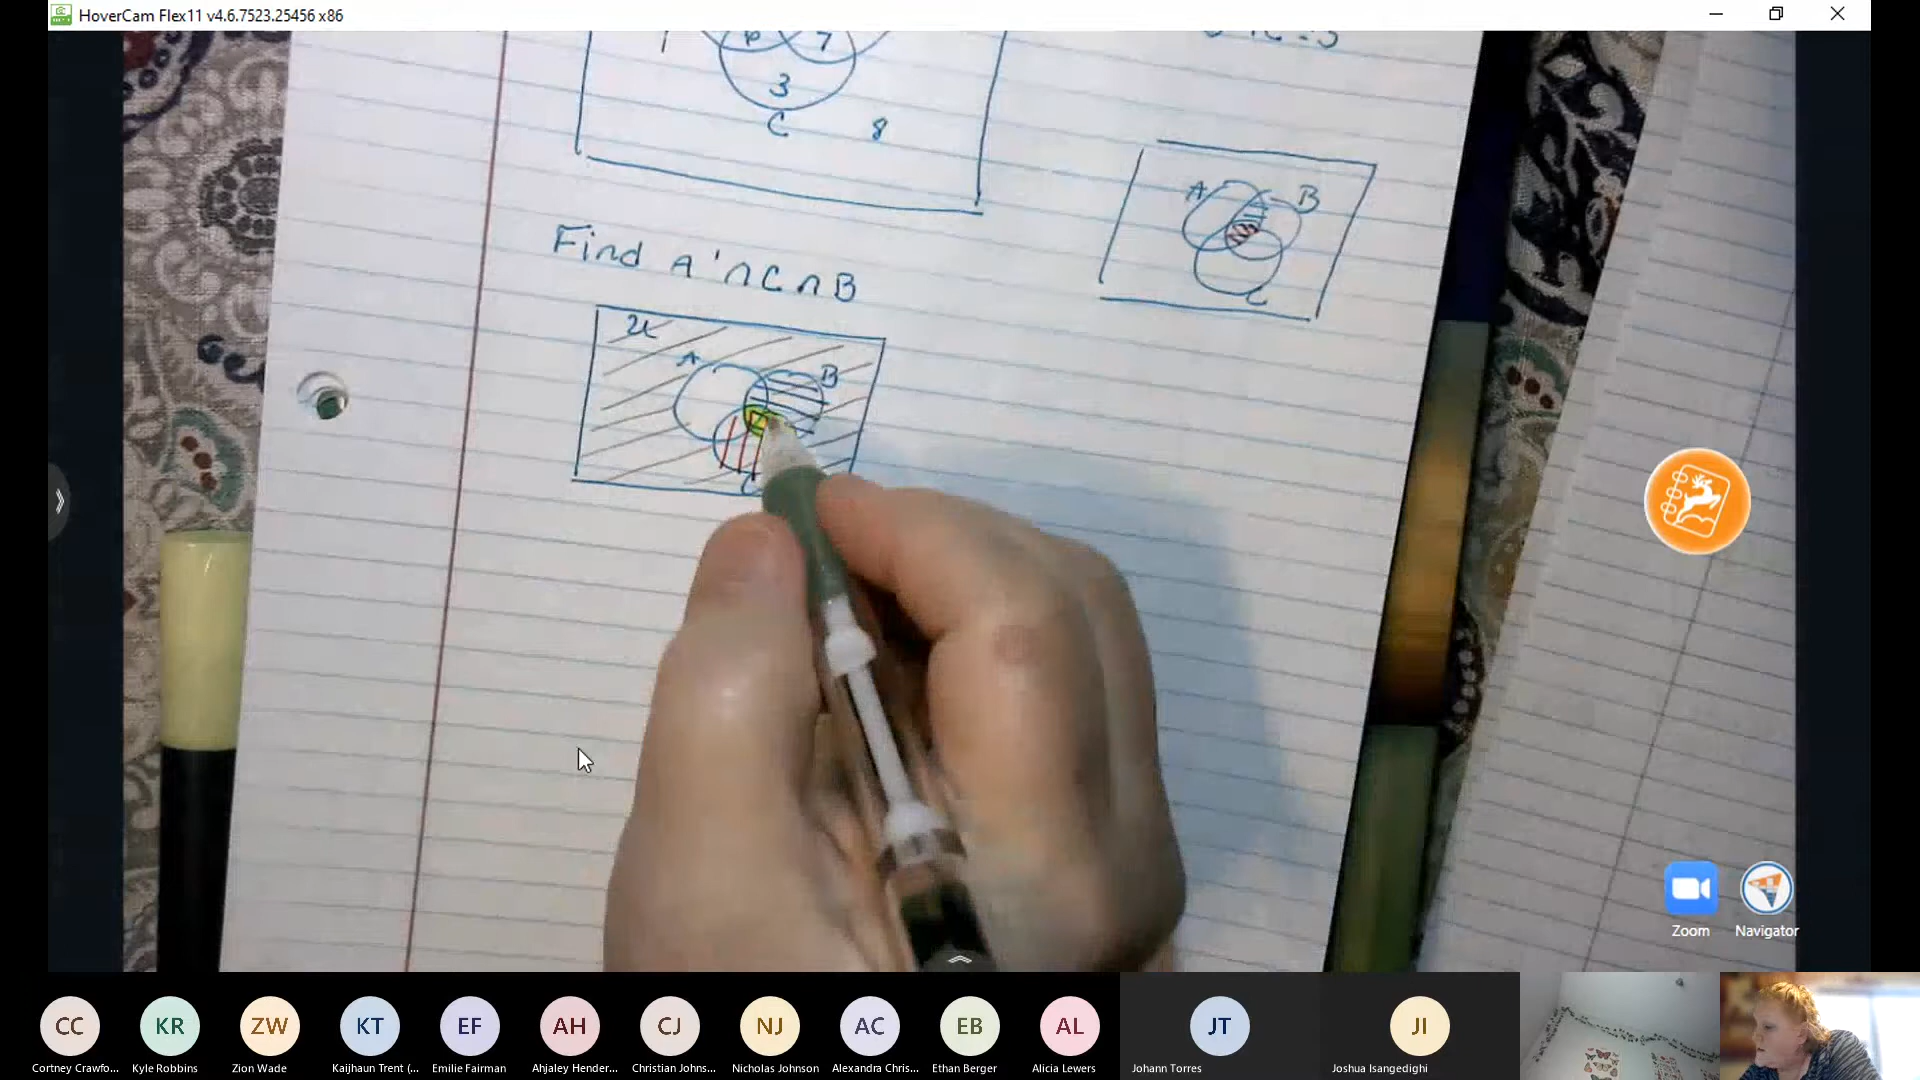 HoverCam Flex11 v4.6.7523.25456 x86
7
3
C
8
A
B
C
Find A'∩C∩B
U
A
B
C
Zoom
Navigator
CC
KR
ZW
KT
EF
AH
CJ
NJ
AC
EB
AL
JT
JI
Cortney Crawfo...
Kyle Robbins
Zion Wade
Kaijhaun Trent (...
Emilie Fairman
Ahjaley Hender...
Christian Johns...
Nicholas Johnson
Alexandra Chris...
Ethan Berger
Alicia Lewers
Johann Torres
Joshua Isangedighi